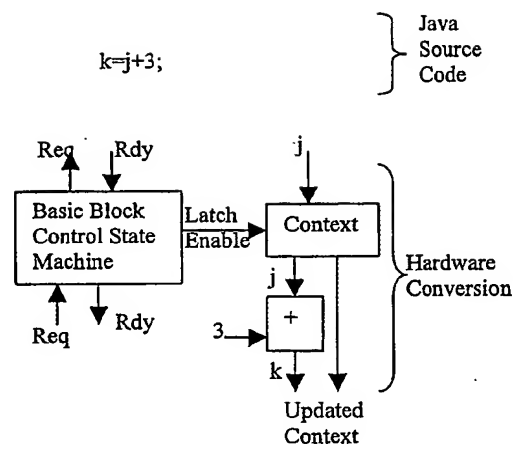 Java
Source
Code
k=j+3;
Req
Rdy
j
Basic Block
Control State
Machine
Latch
Enable
Context
Hardware
Conversion
j
3
+
Req
Rdy
k
Updated
Context